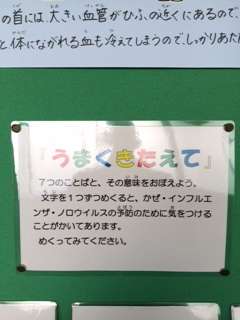 の首には大きい血管がひふの近くにあるので、
と体にながれる血も冷えてしまうので、しっかりあた
『うまくきたえて』
７つのことばと、その意味をおぼえよう。
文字を１つずつめくると、かぜ・インフルエ
ンザ・ノロウイルスの予防のために気をつける
ことがかいてあります。
めくってみてください。